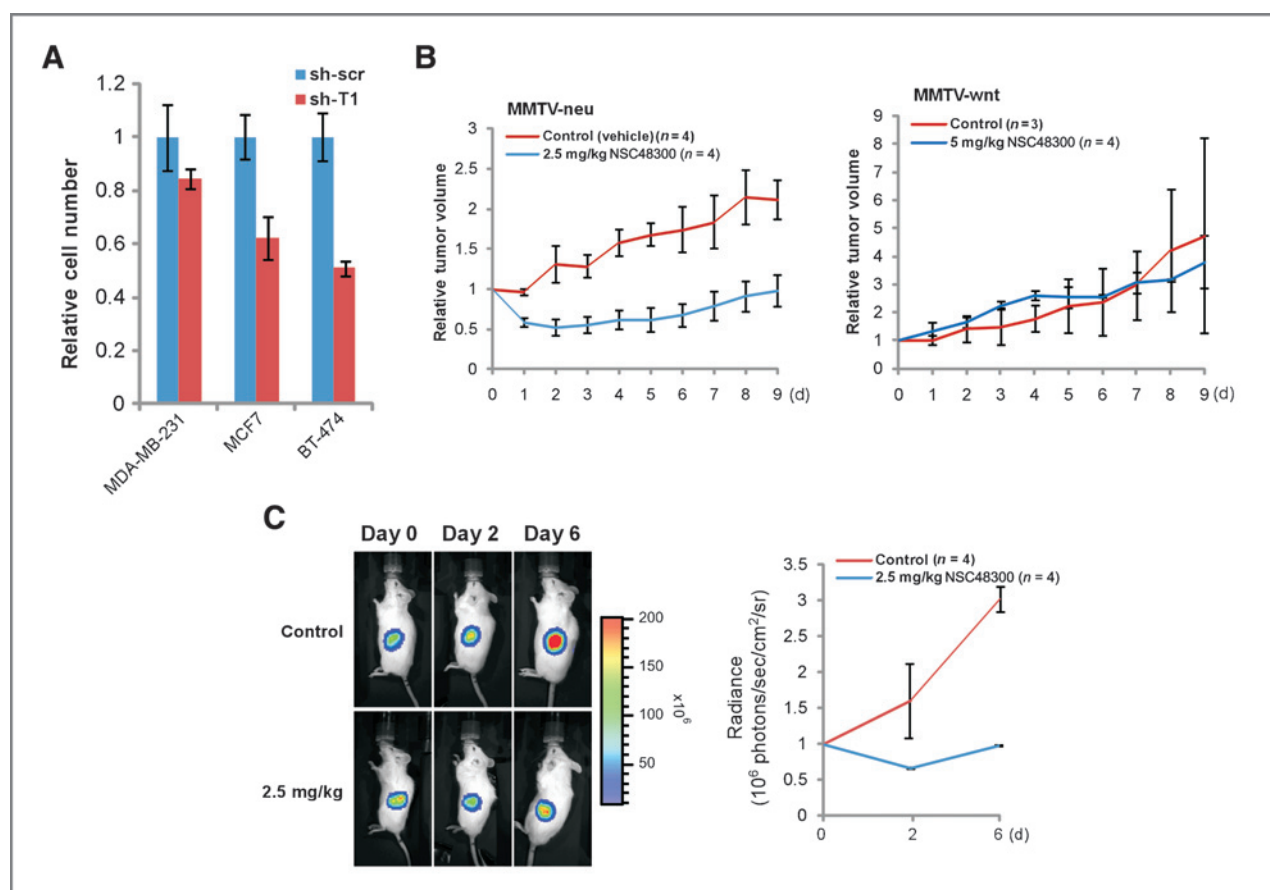 A
sh-scr
sh-T1
Relative cell number
1.2
1
0.8
0.6
0.4
0.2
0
MDA-MB-231
MCF7
BT-474
B
MMTV-neu
Control (vehicle) (n = 4)
2.5 mg/kg NSC48300 (n = 4)
Relative tumor volume
3
2.5
2
1.5
1
0.5
0
0 1 2 3 4 5 6 7 8 9 (d)
MMTV-wnt
Control (n = 3)
5 mg/kg NSC48300 (n = 4)
Relative tumor volume
9
8
7
6
5
4
3
2
1
0
0 1 2 3 4 5 6 7 8 9 (d)
C
Day 0 Day 2 Day 6
Control
2.5 mg/kg
200
150
100
50
x10⁶
Control (n = 4)
2.5 mg/kg NSC48300 (n = 4)
Radiance
(10⁶ photons/sec/cm²/sr)
3.5
3
2.5
2
1.5
1
0.5
0
0 2 6 (d)